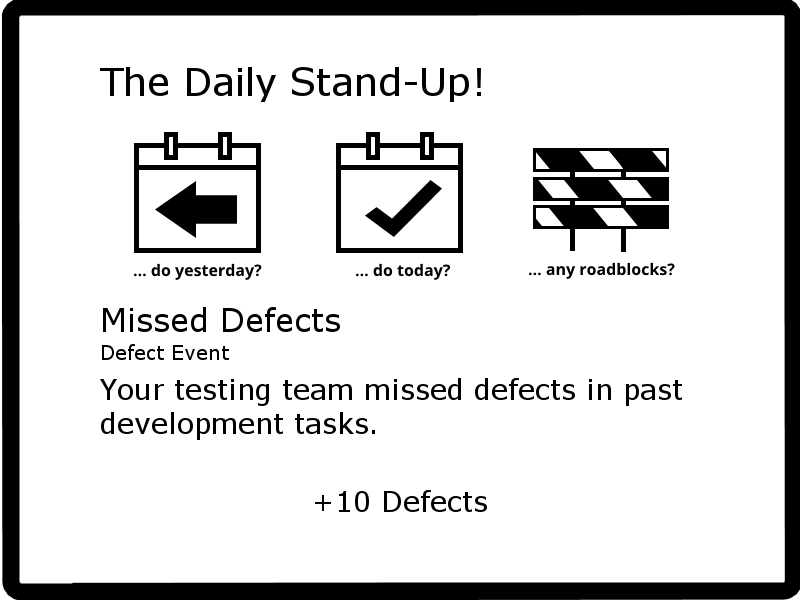 The Daily Stand-Up!
... do yesterday?
... do today?
... any roadblocks?
Missed Defects
Defect Event
Your testing team missed defects in past
development tasks.
+10 Defects